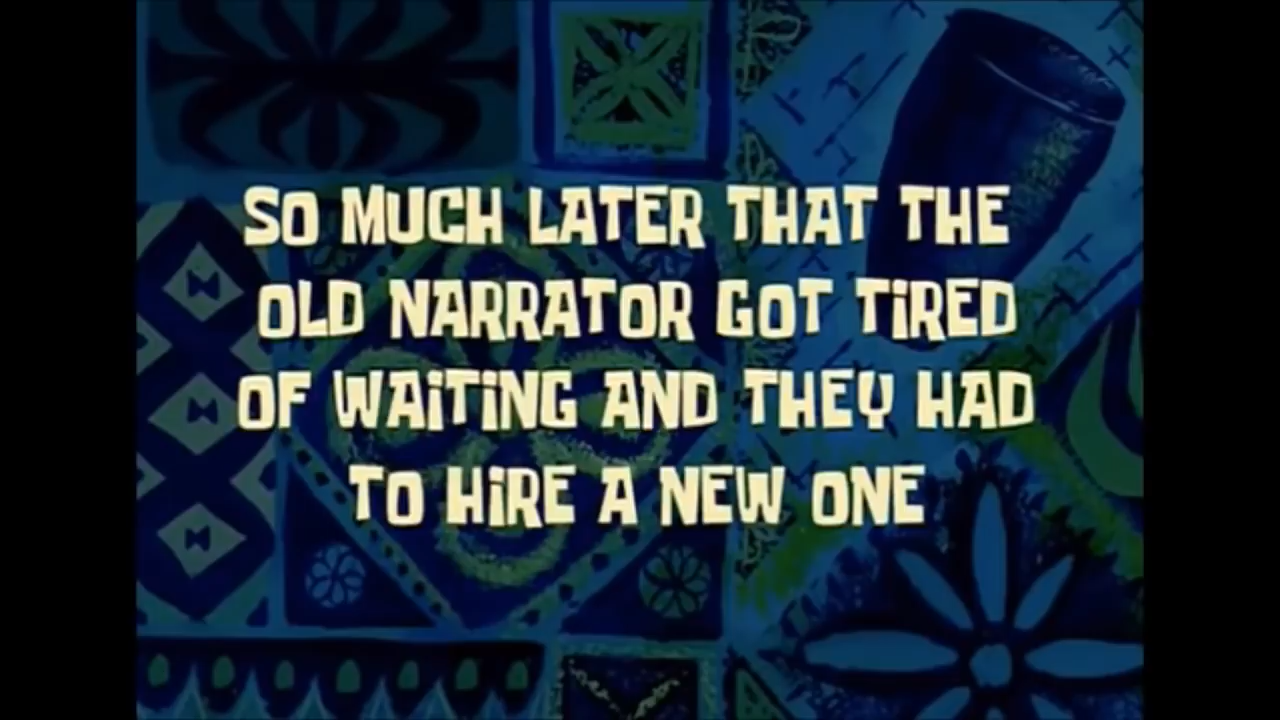 SO MUCH LATER THAT THE
OLD NARRATOR GOT TiRED
OF WAiTiNG AND THEY HAD
TO HiRE A NEW ONE